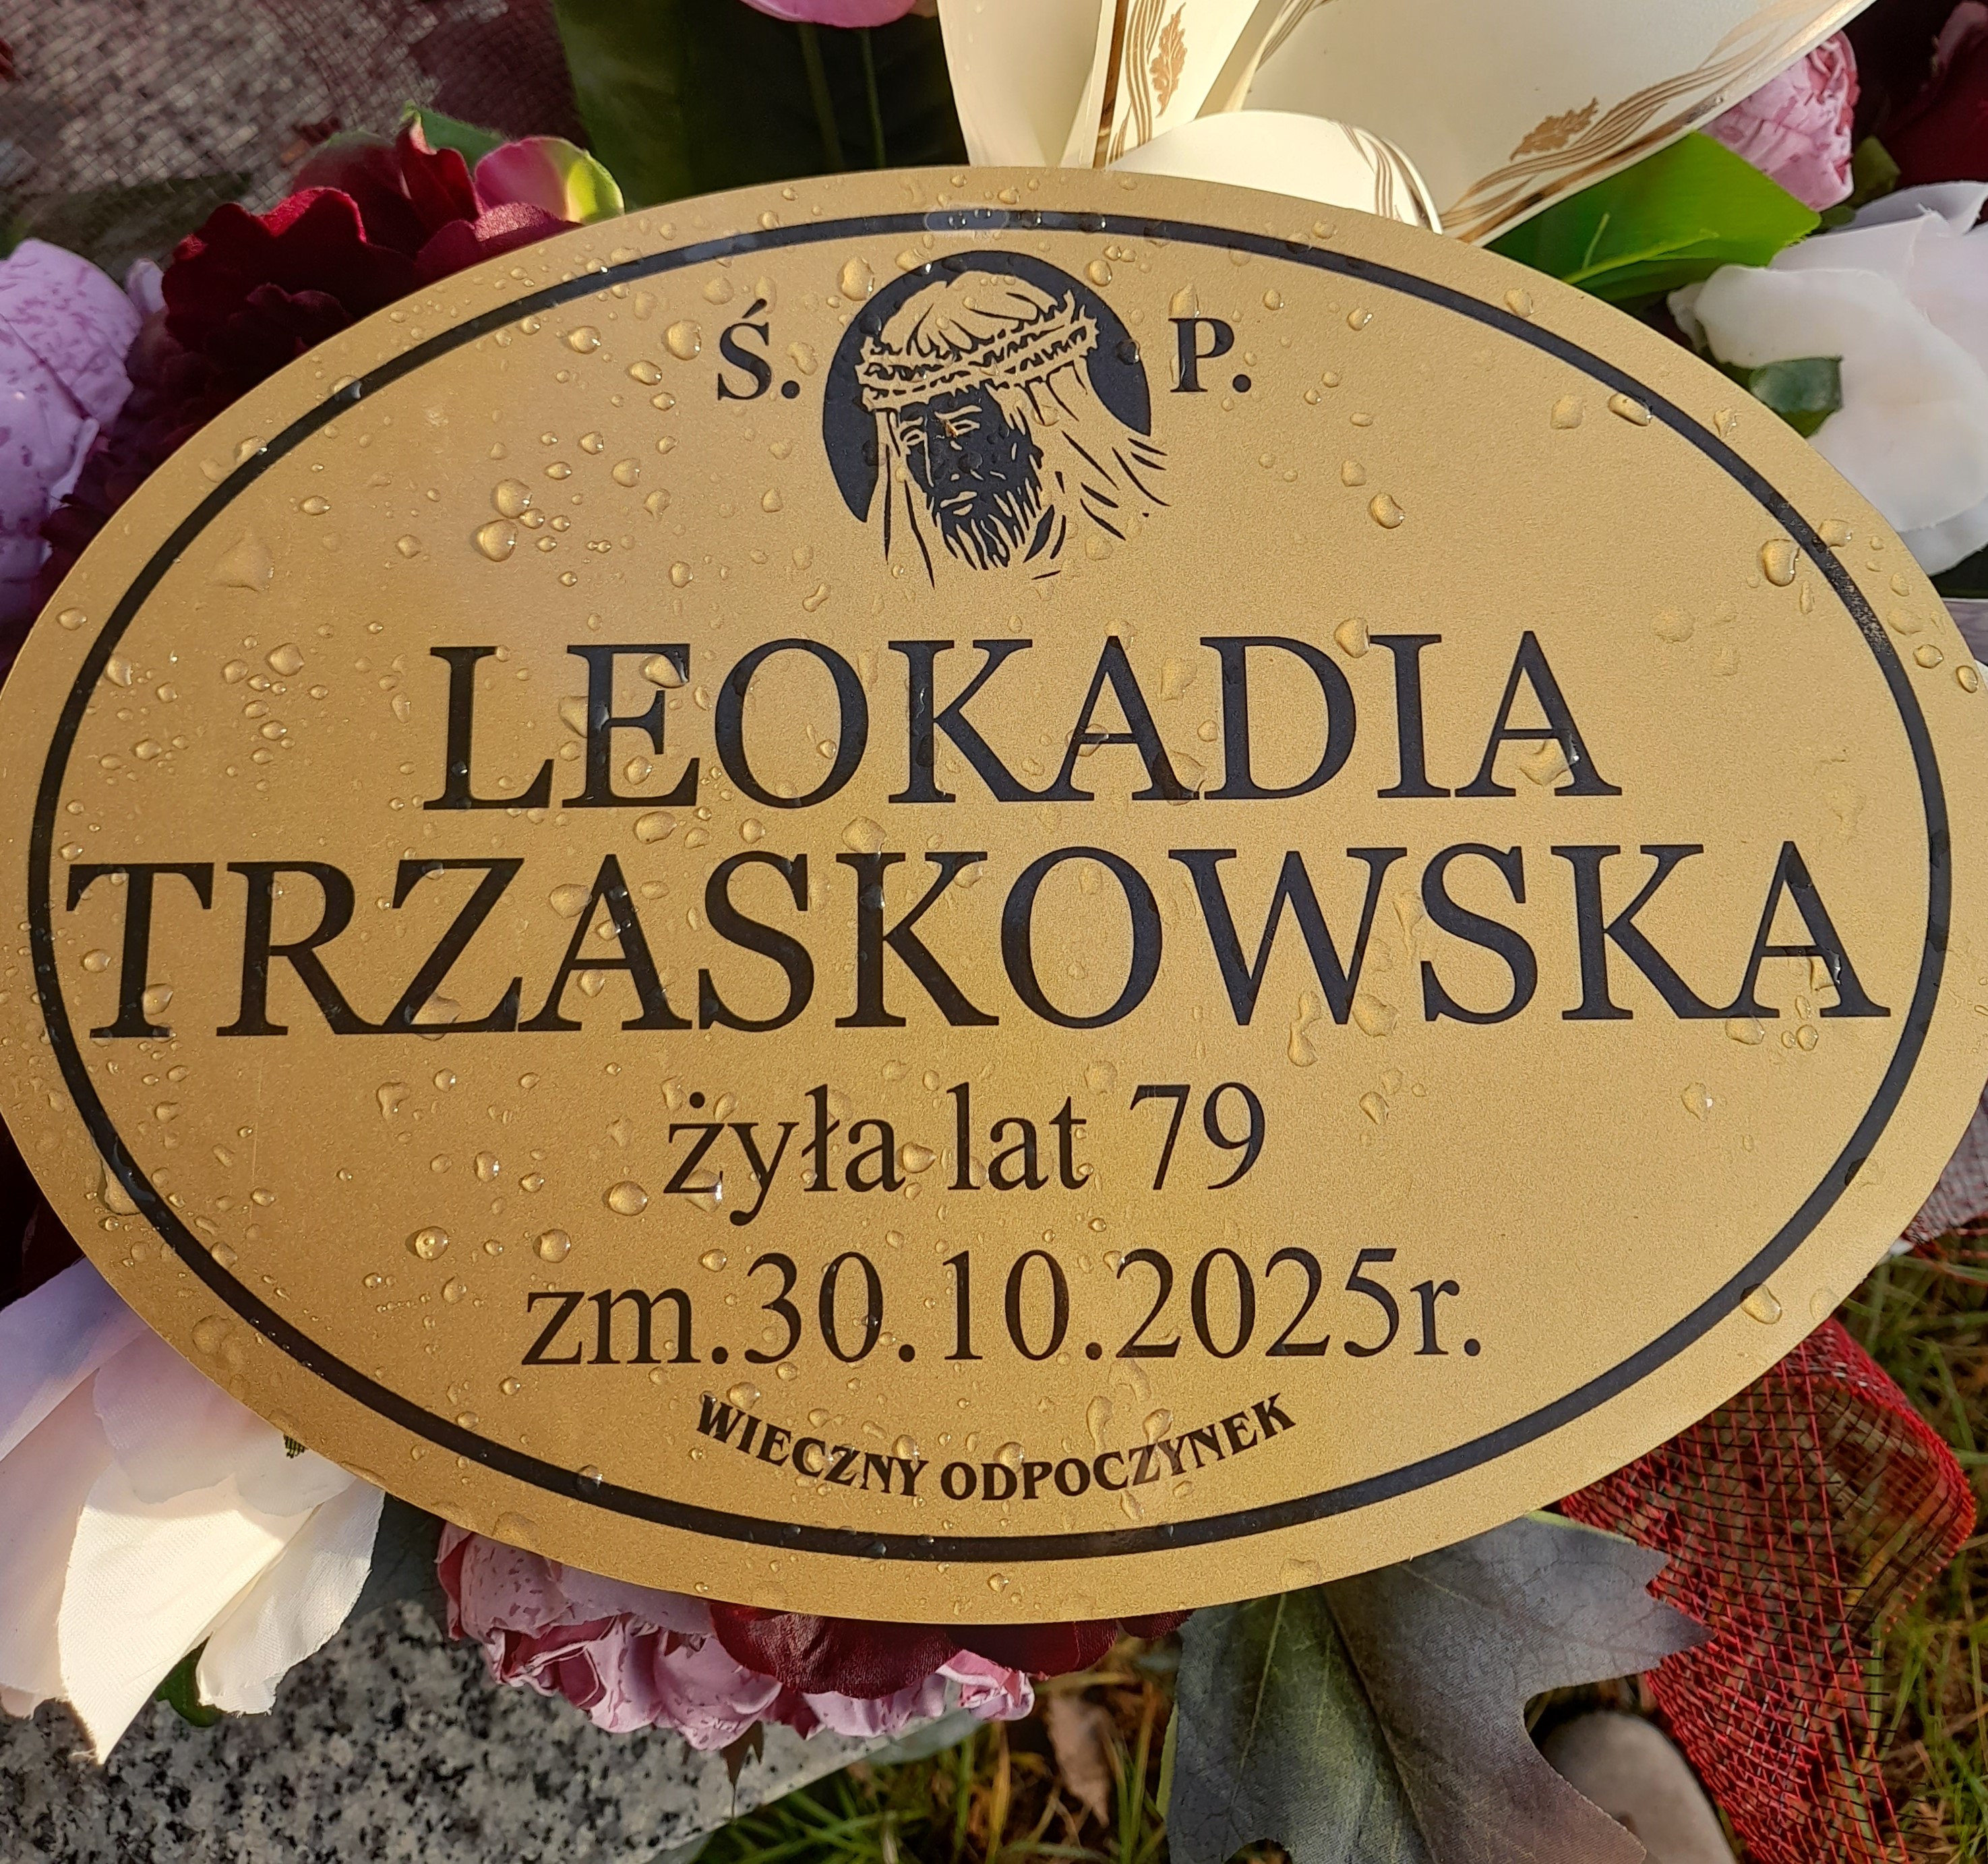 Ś. P.
LEOKADIA
TRZASKOWSKA
żyła lat 79
zm.30.10.2025r.
WIECZNY ODPOCZYNEK